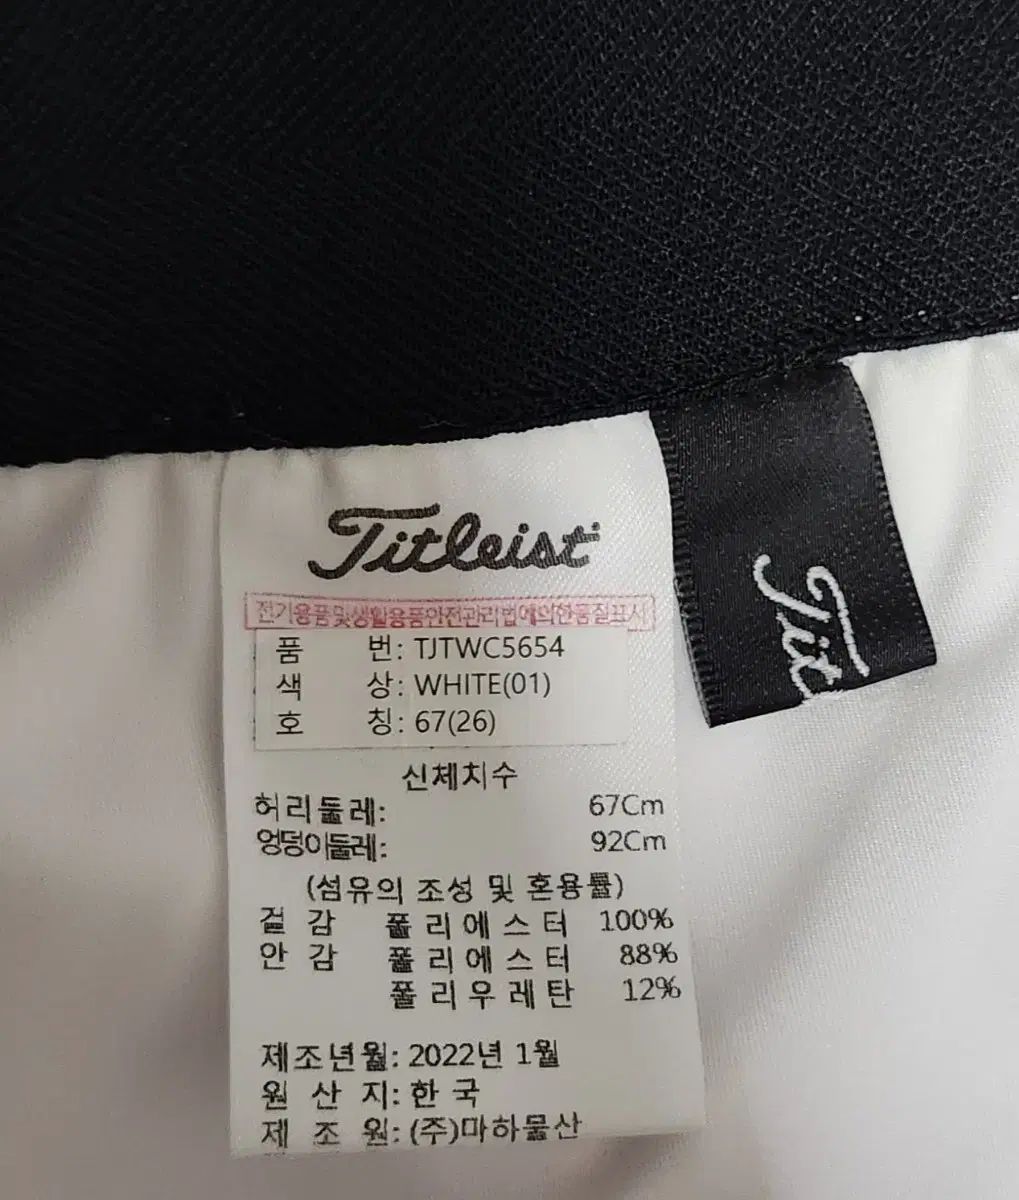 Titleist
전기용품및생활용품안전관리법에의한품질표시
품 번: TJTWC5654
색 상: WHITE(01)
호 칭: 67(26)
신체치수
허리둘레: 67Cm
엉덩이둘레: 92Cm
(섬유의 조성 및 혼용률)
겉 감 폴리에스터 100%
안 감 폴리에스터 88%
폴리우레탄 12%
제조년월: 2022년 1월
원 산 지: 한 국
제 조 원: (주)마하물산
Titl